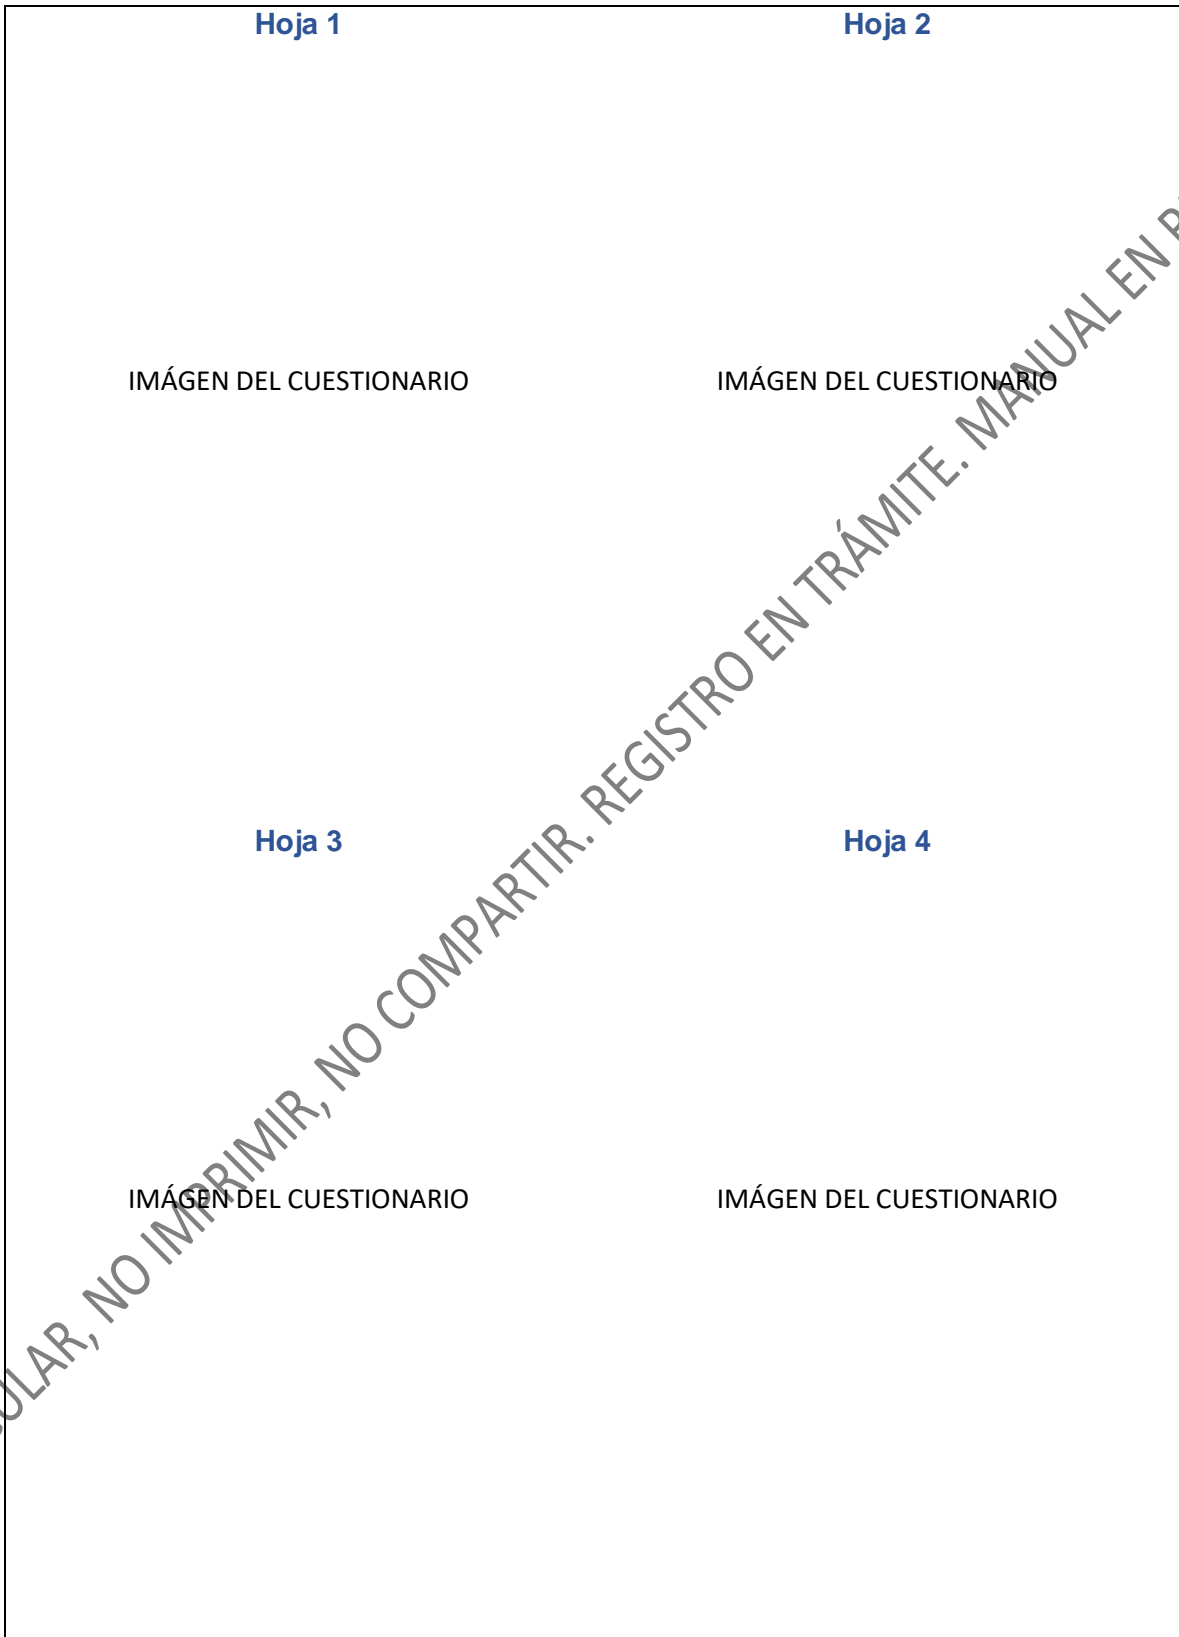 Hoja 1
Hoja 2
IMÁGEN DEL CUESTIONARIO
IMÁGEN DEL CUESTIONARIO
Hoja 3
Hoja 4
IMÁGEN DEL CUESTIONARIO
IMÁGEN DEL CUESTIONARIO
NO IMPRIMIR, NO COMPARTIR. REGISTRO EN TRÁMITE. MANUAL EN